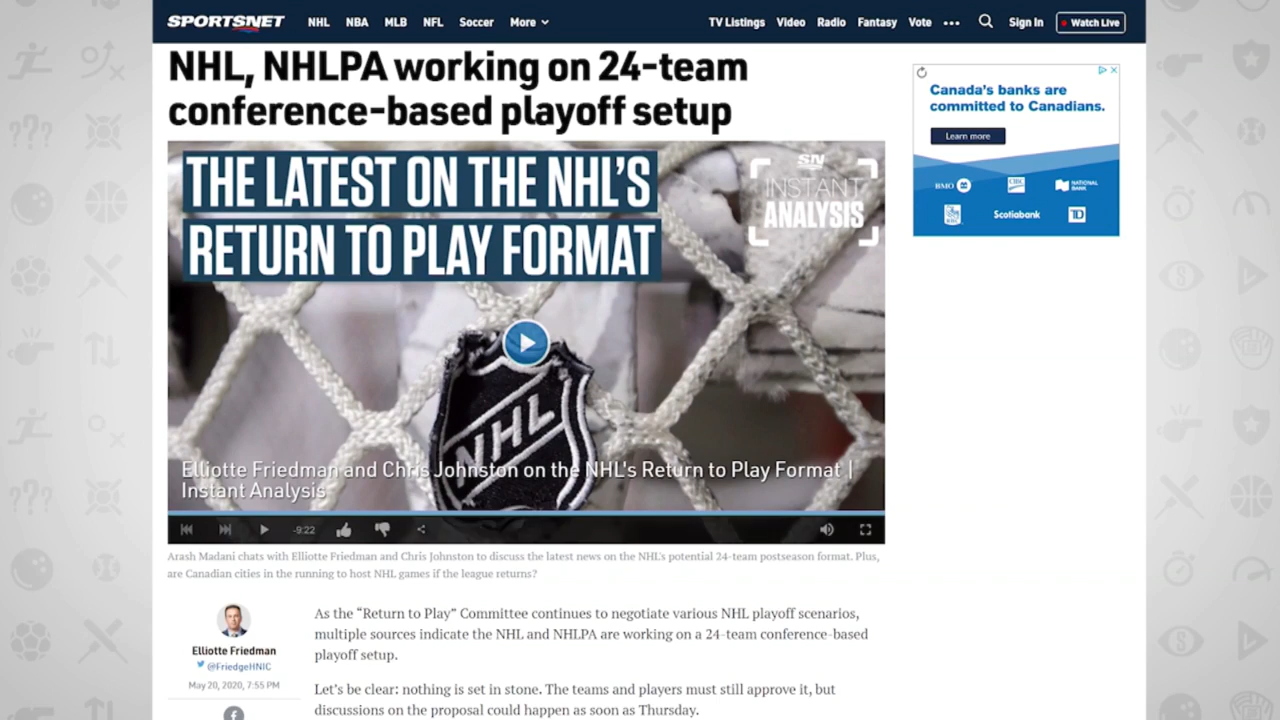 SPORTSNET NHL NBA MLB NFL Soccer More TV Listings Video Radio Fantasy Vote Sign In Watch Live
NHL, NHLPA working on 24-team
conference-based playoff setup
THE LATEST ON THE NHL'S
RETURN TO PLAY FORMAT
SN
INSTANT
ANALYSIS
NHL
Elliotte Friedman and Chris Johnston on the NHL's Return to Play Format |
Instant Analysis
-9:22
Arash Madani chats with Elliotte Friedman and Chris Johnston to discuss the latest news on the NHL's potential 24-team postseason format. Plus,
are Canadian cities in the running to host NHL games if the league returns?
Elliotte Friedman
@FriedgeHNIC
May 20, 2020, 7:55 PM
As the “Return to Play” Committee continues to negotiate various NHL playoff scenarios,
multiple sources indicate the NHL and NHLPA are working on a 24-team conference-based
playoff setup.
Let's be clear: nothing is set in stone. The teams and players must still approve it, but
discussions on the proposal could happen as soon as Thursday.
Canada's banks are
committed to Canadians.
Learn more
BMO CIBC NATIONAL
BANK
RBC Scotiabank TD